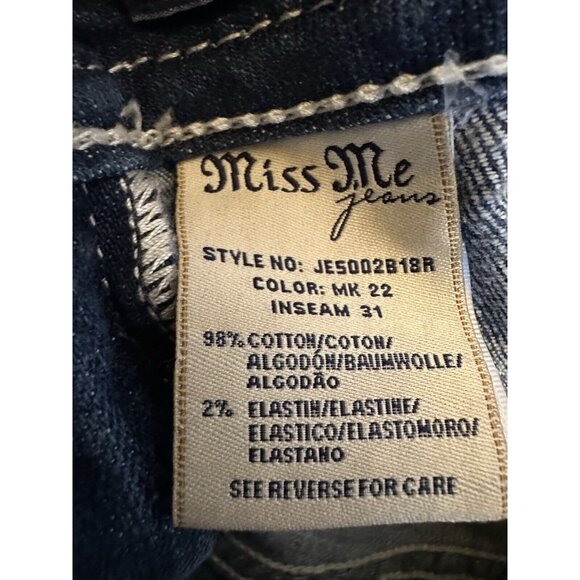 Miss Me
jeans
STYLE NO: JE5002B18R
COLOR: MK 22
INSEAM 31
98% COTTON/COTON/
ALGODÓN/BAUMWOLLE/
ALGODÃO
2% ELASTIN/ELASTINE/
ELASTICO/ELASTOMORO/
ELASTANO
SEE REVERSE FOR CARE